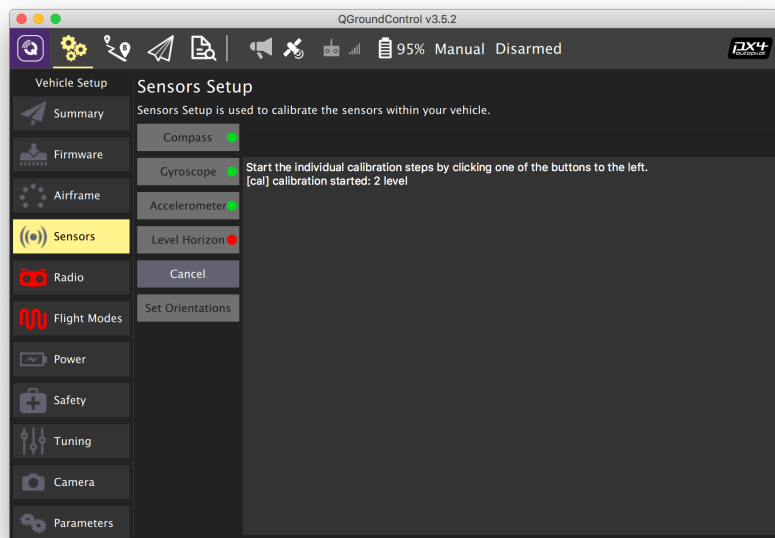 QGroundControl v3.5.2
95% Manual Disarmed
px4
autopilot
Vehicle Setup
Summary
Firmware
Airframe
Sensors
Radio
Flight Modes
Power
Safety
Tuning
Camera
Parameters
Sensors Setup
Sensors Setup is used to calibrate the sensors within your vehicle.
Compass
Gyroscope
Accelerometer
Level Horizon
Cancel
Set Orientations
Start the individual calibration steps by clicking one of the buttons to the left.
[cal] calibration started: 2 level